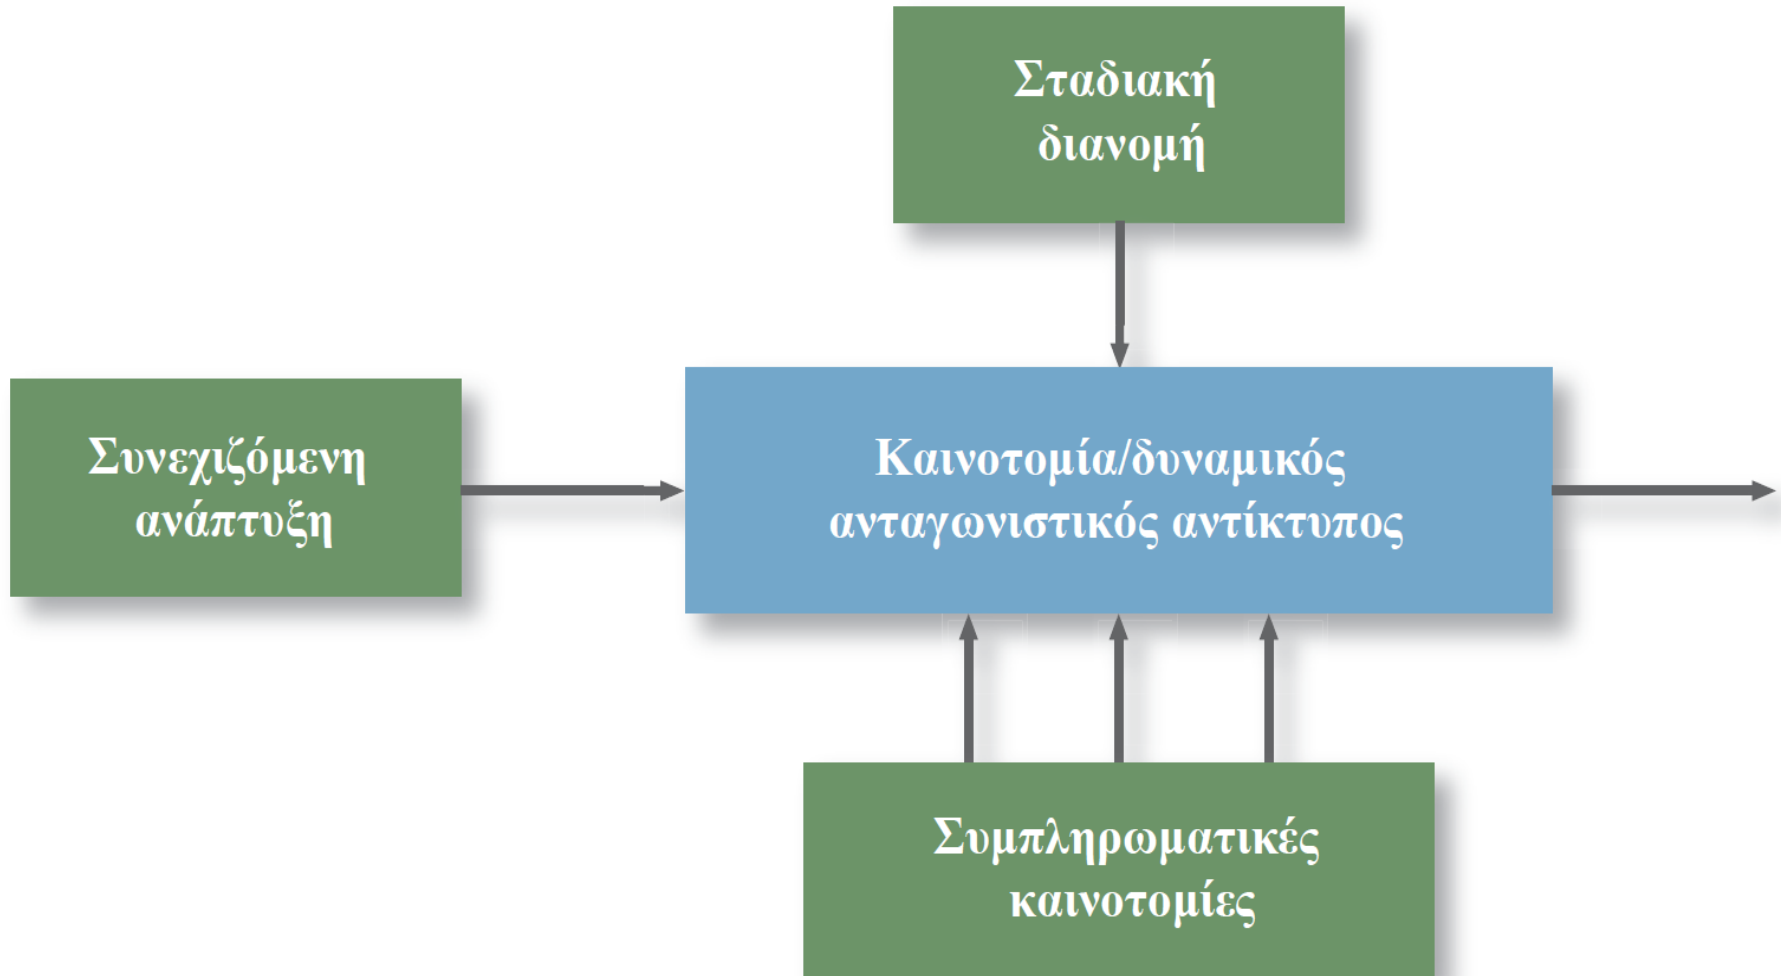 Σταδιακή
διανομή
Συνεχιζόμενη
ανάπτυξη
Καινοτομία/δυναμικός
ανταγωνιστικός αντίκτυπος
Συμπληρωματικές
καινοτομίες